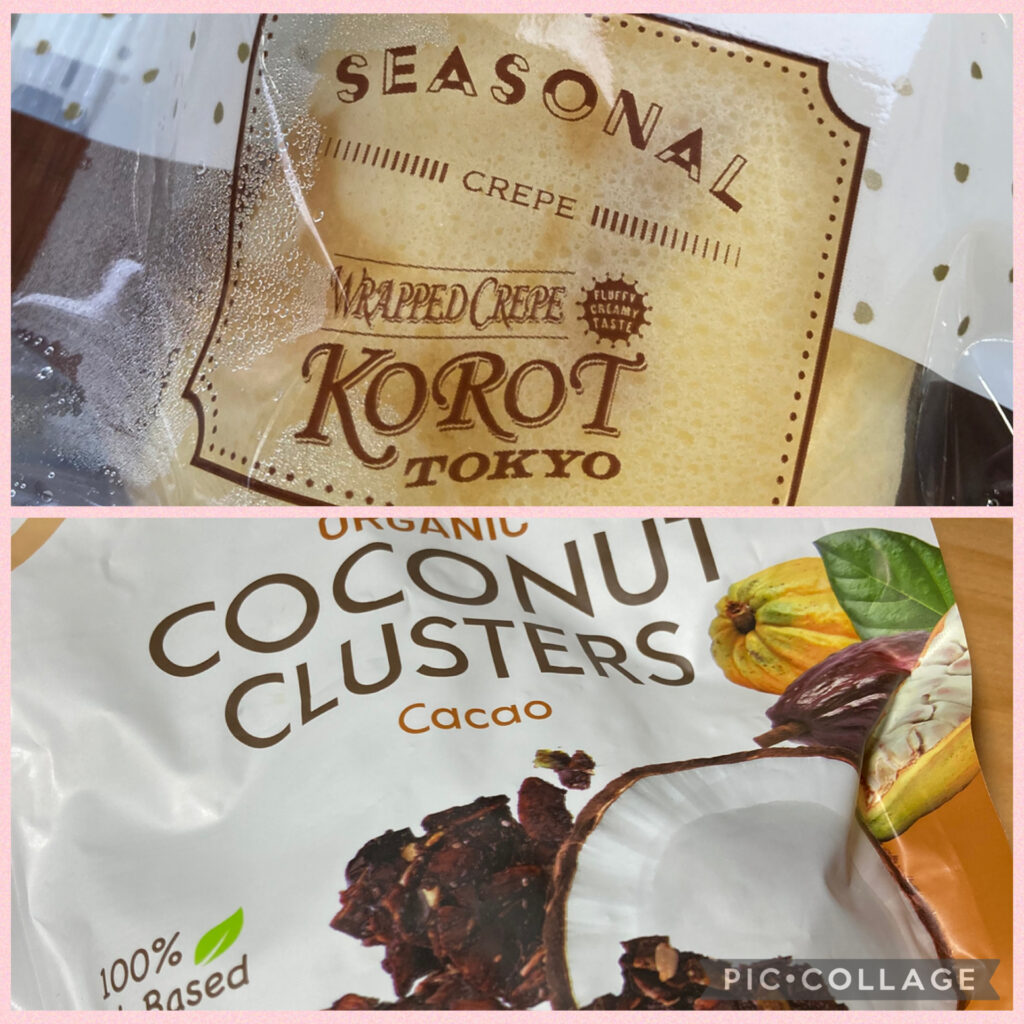 SEASONAL
CREPE
WRAPPED CREPE
FLUFFY
CREAMY
TASTE
KOROT
TOKYO
ORGANIC
COCONUT
CLUSTERS
Cacao
100%
Based
PIC•COLLAGE